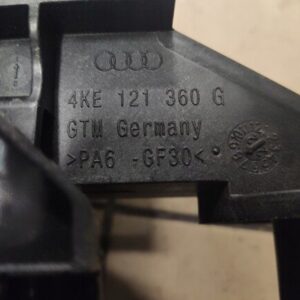 4KE 121 360 G
GTM Germany
>PA6 -GF30<